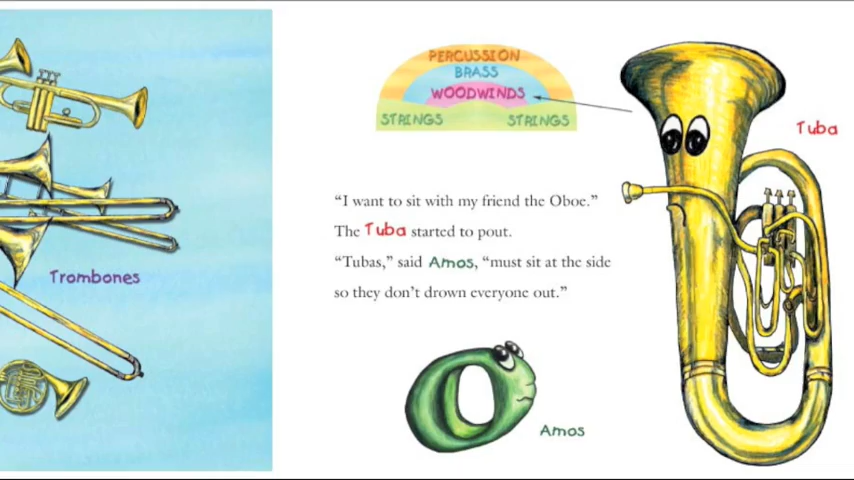 Trombones
PERCUSSION
BRASS
WOODWINDS
STRINGS STRINGS
Tuba
“I want to sit with my friend the Oboe.”
The Tuba started to pout.
“Tubas,” said Amos, “must sit at the side
so they don’t drown everyone out.”
Amos